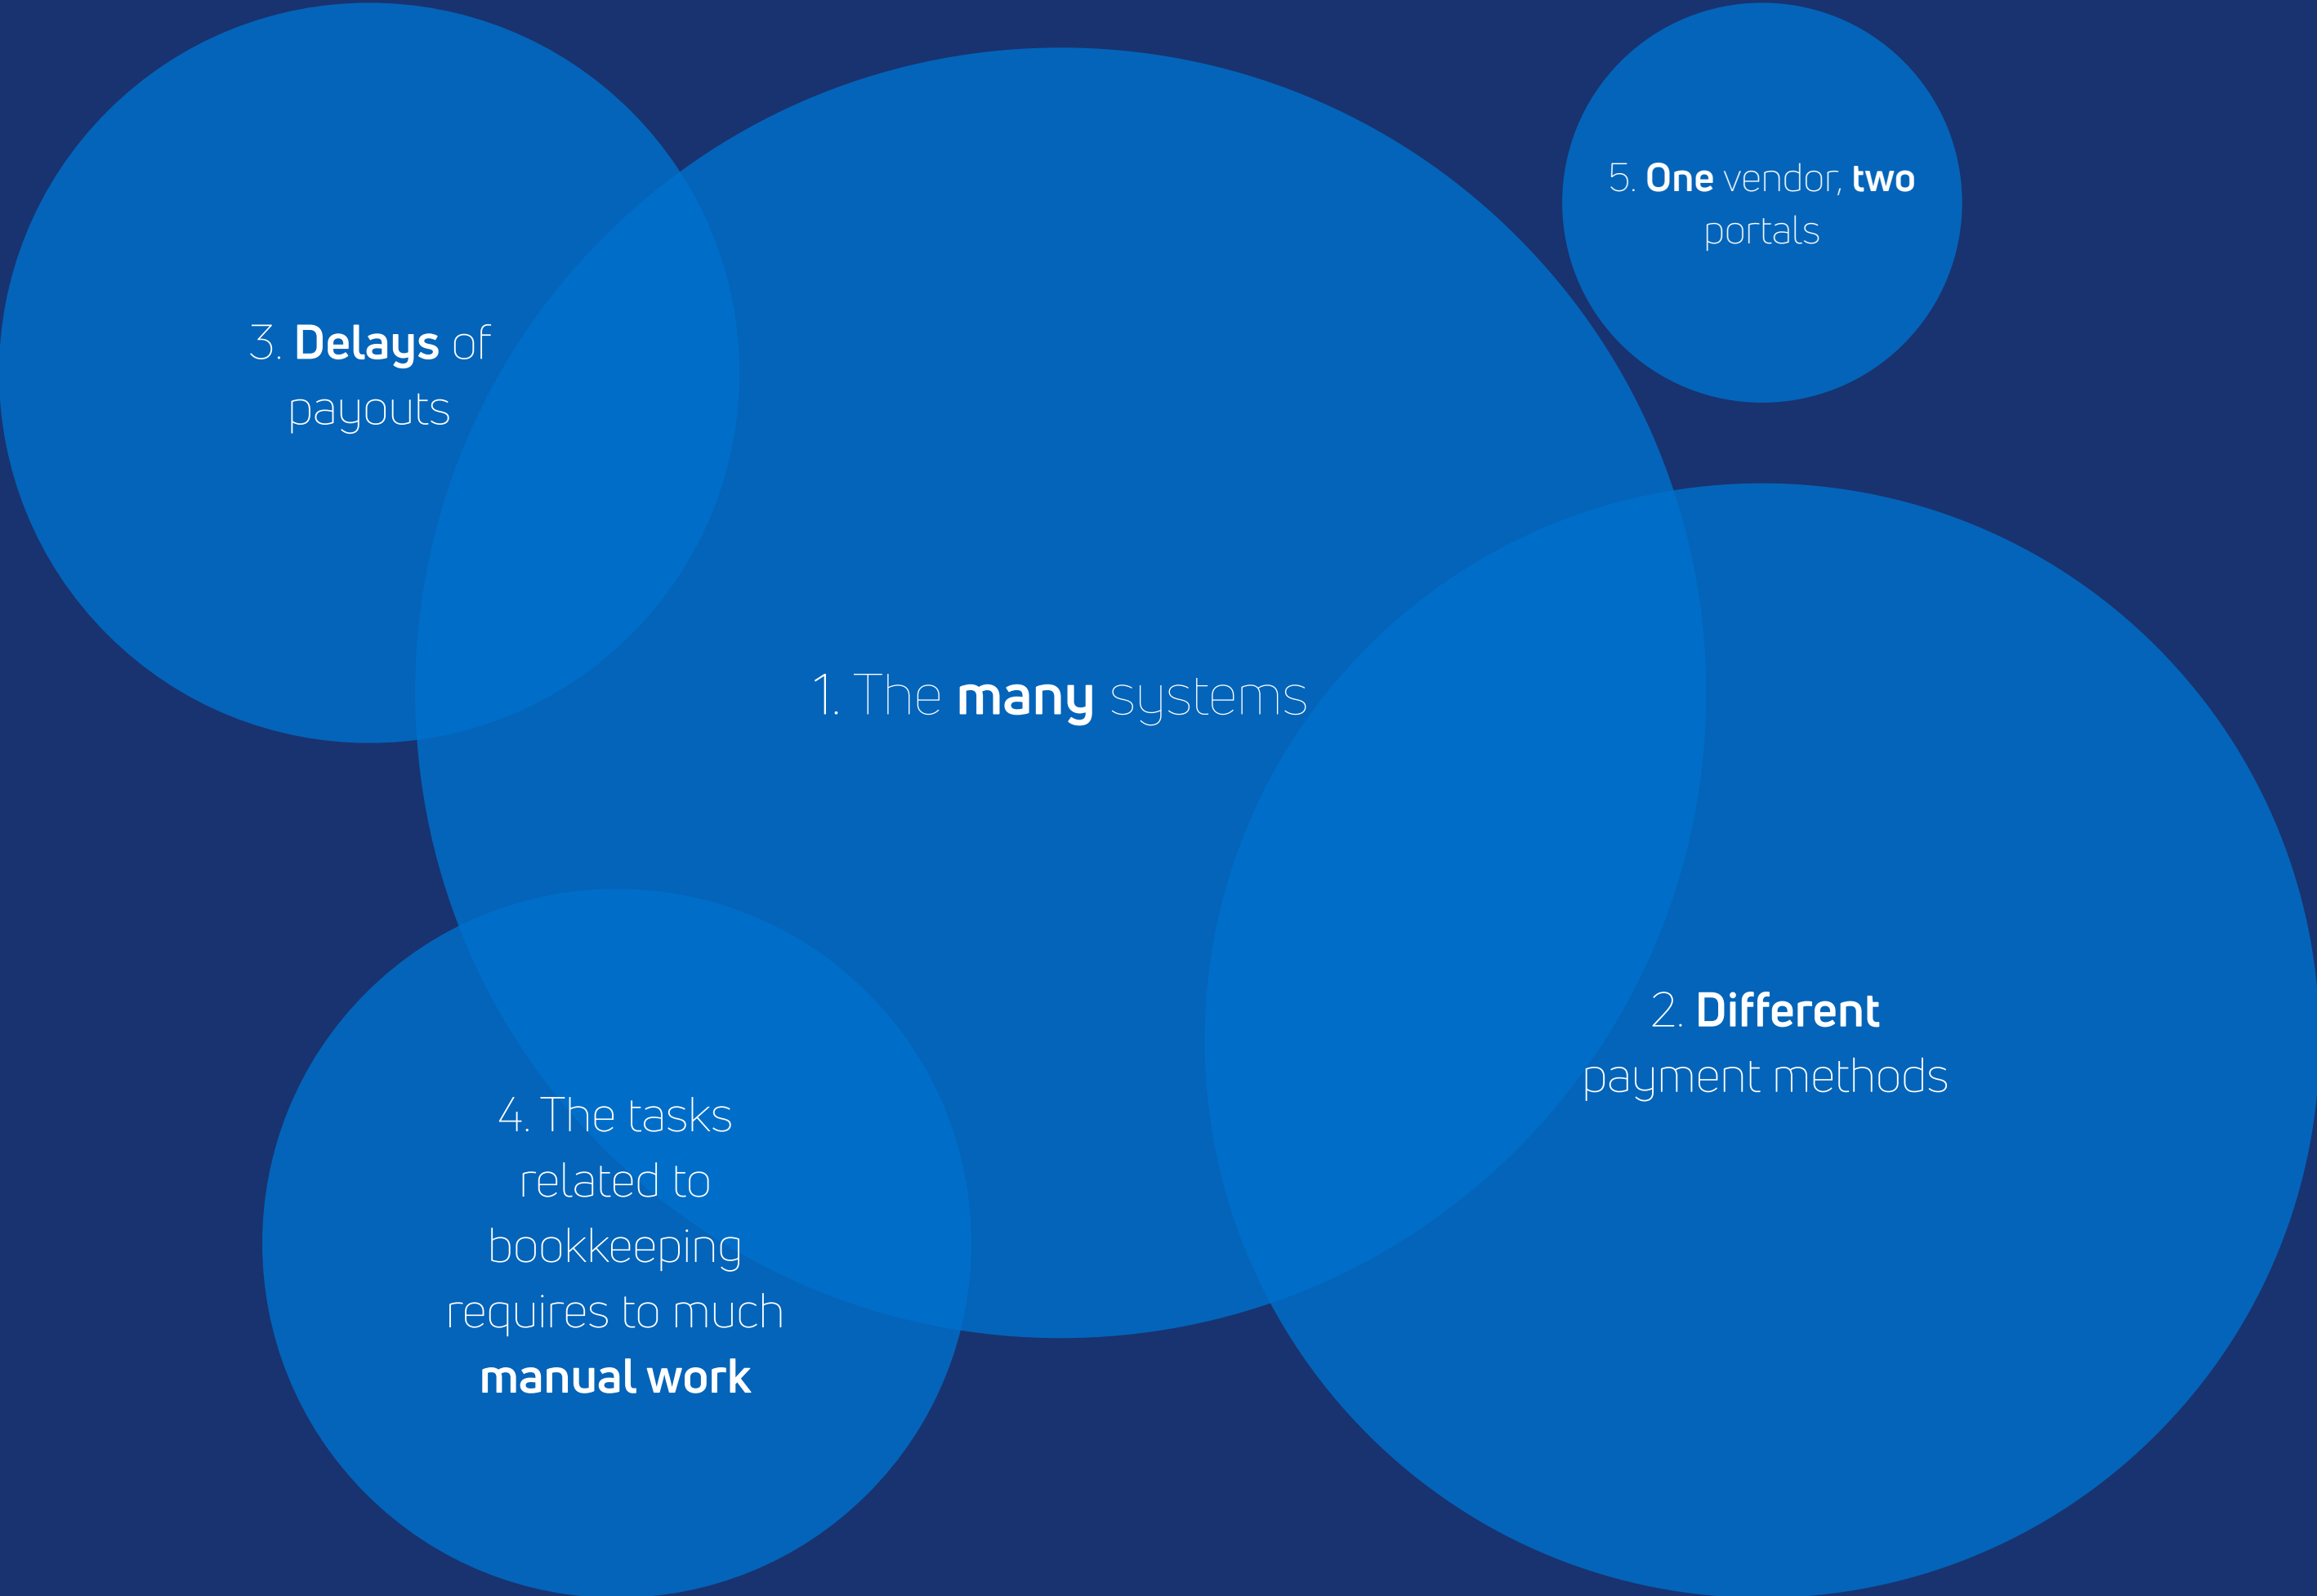 1. The many systems
2. Different
payment methods
3. Delays of
payouts
4. The tasks
related to
bookkeeping
requires to much
manual work
5. One vendor, two
portals